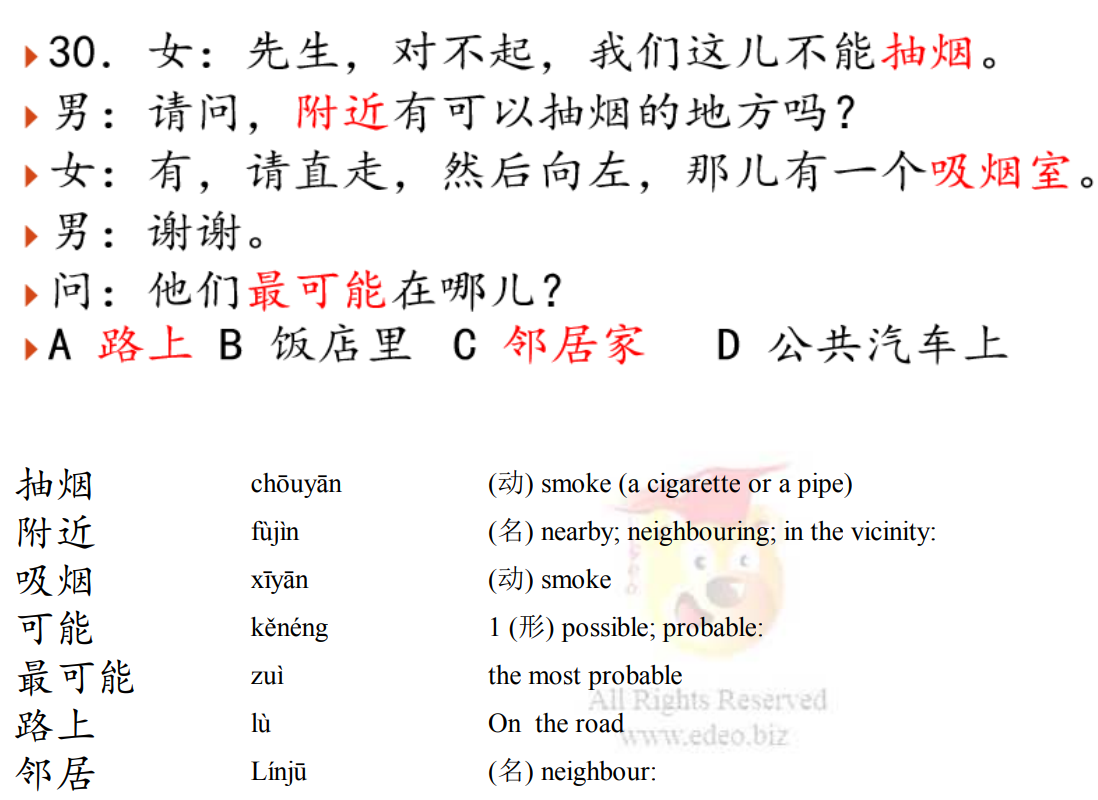 30. 女：先生，对不起，我们这儿不能抽烟。
男：请问，附近有可以抽烟的地方吗？
女：有，请直走，然后向左，那儿有一个吸烟室。
男：谢谢。
问：他们最可能在哪儿？
A 路上 B 饭店里 C 邻居家 D 公共汽车上
抽烟 chōuyān (动) smoke (a cigarette or a pipe)
附近 fùjìn (名) nearby; neighbouring; in the vicinity:
吸烟 xīyān (动) smoke
可能 kěnéng 1 (形) possible; probable:
最可能 zuì the most probable
路上 lù On the road
邻居 Línjū (名) neighbour:
All Rights Reserved
www.edeo.biz